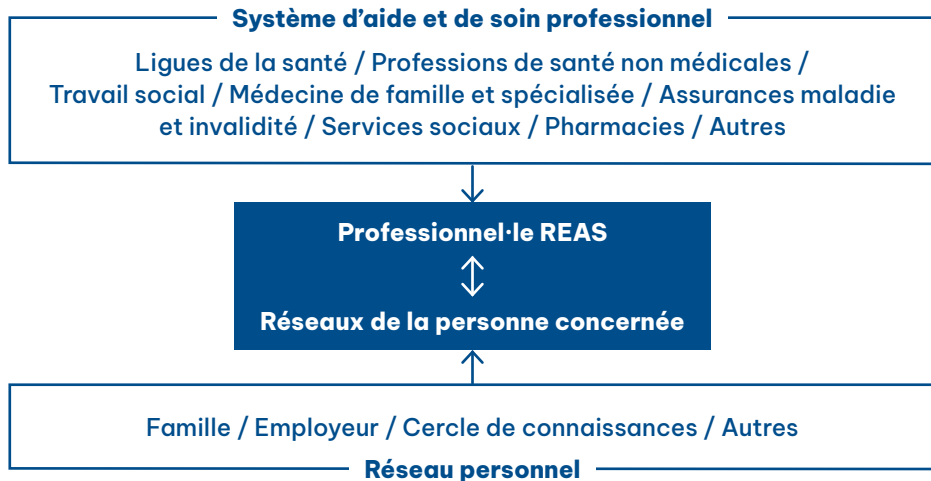 Système d’aide et de soin professionnel
Ligues de la santé / Professions de santé non médicales /
Travail social / Médecine de famille et spécialisée / Assurances maladie
et invalidité / Services sociaux / Pharmacies / Autres
Professionnel·le REAS
Réseaux de la personne concernée
Famille / Employeur / Cercle de connaissances / Autres
Réseau personnel